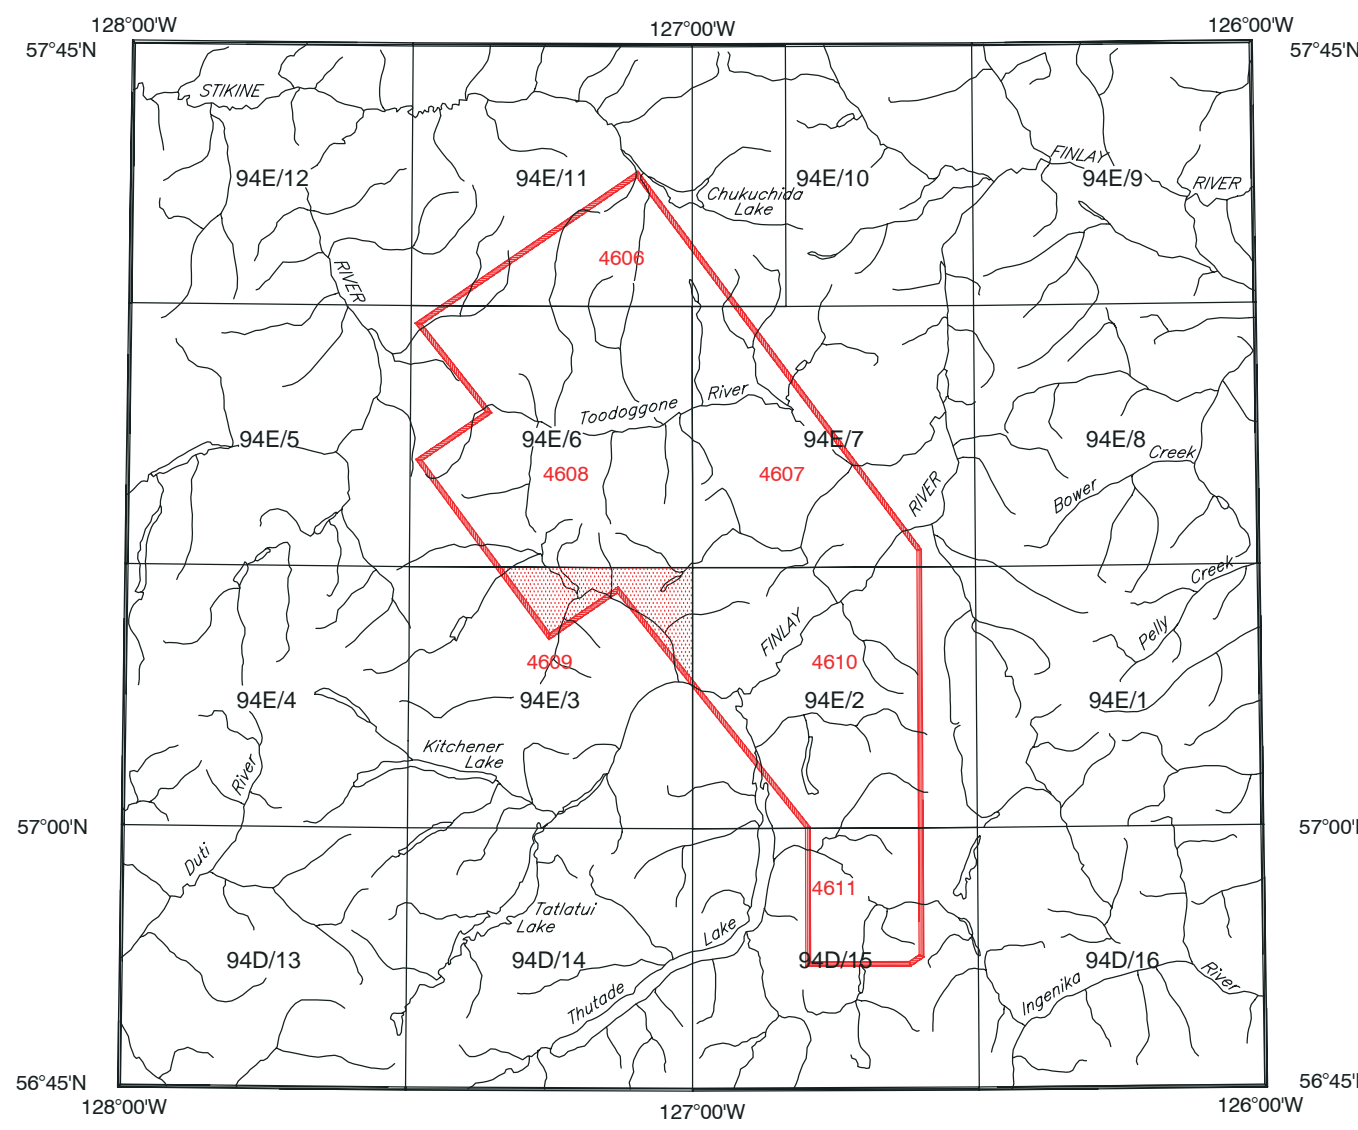 128°00'W
127°00'W
126°00'W
57°45'N
57°45'N
STIKINE
FINLAY
94E/12
94E/11
94E/10
94E/9
RIVER
Chukuchida
Lake
4606
RIVER
River
Toodoggone
94E/5
94E/6
94E/7
94E/8
Creek
4608
4607
RIVER
Bower
Creek
FINLAY
Pelly
4609
4610
94E/4
94E/3
94E/2
94E/1
Kitchener
Lake
River
57°00'N
57°00'
Duti
4611
Tatlatui
Lake
Lake
94D/13
94D/14
94D/15
94D/16
River
Ingenika
Thutade
56°45'N
56°45'
128°00'W
127°00'W
126°00'W